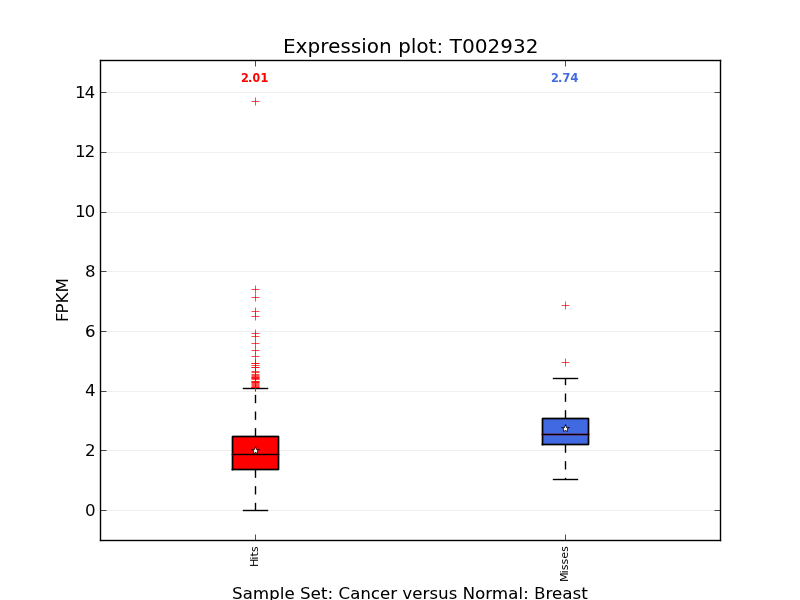 Expression plot: T002932
2.01
2.74
14
12
10
8
6
4
2
0
FPKM
Hits
Misses
Sample Set: Cancer versus Normal: Breast